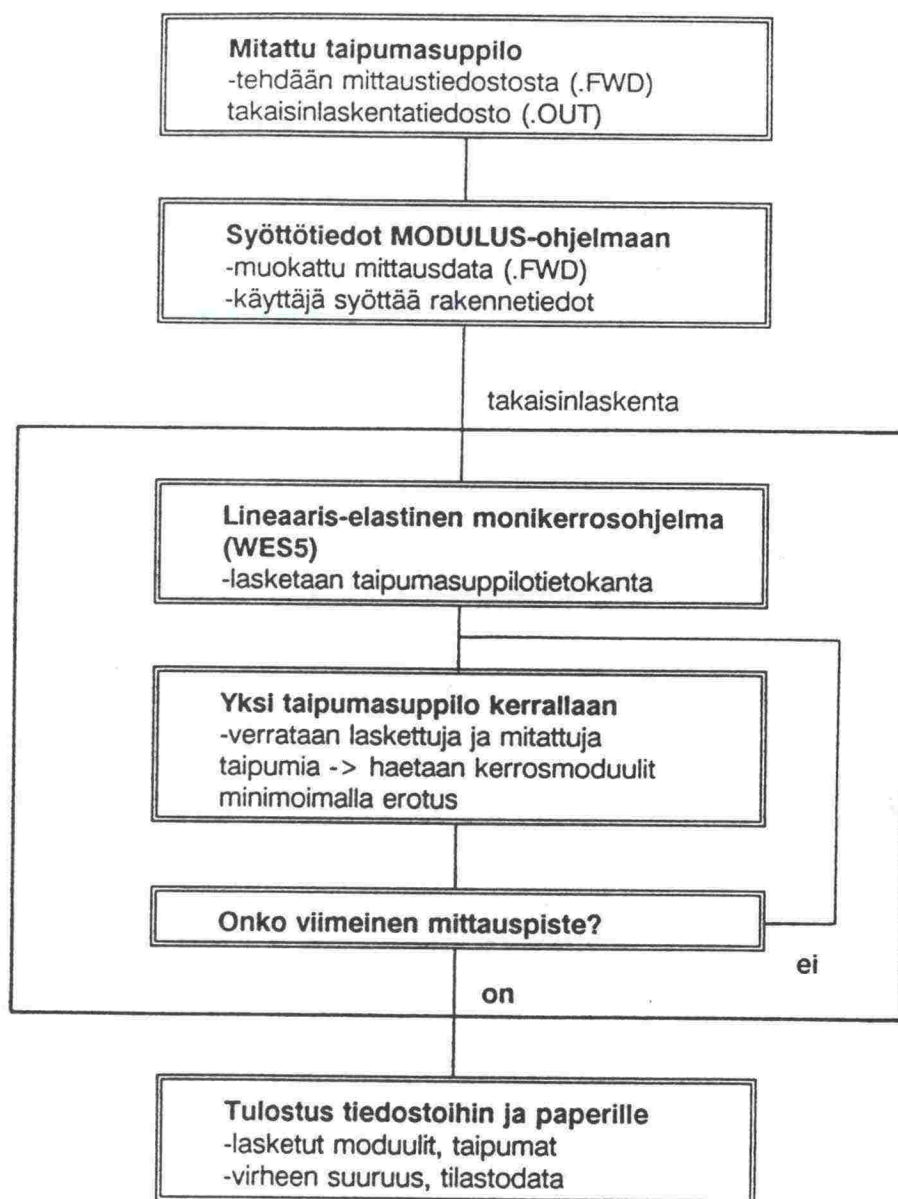 Mitattu taipumasuppilo
-tehdään mittaustiedostosta (.FWD)
takaisinlaskentatiedosto (.OUT)
Syöttötiedot MODULUS-ohjelmaan
-muokattu mittausdata (.FWD)
-käyttäjä syöttää rakennetiedot
takaisinlaskenta
Lineaaris-elastinen monikerrosohjelma
(WES5)
-lasketaan taipumasuppilotietokanta
Yksi taipumasuppilo kerrallaan
-verrataan laskettuja ja mitattuja
taipumia -> haetaan kerrosmoduulit
minimoimalla erotus
Onko viimeinen mittauspiste?
ei
on
Tulostus tiedostoihin ja paperille
-lasketut moduulit, taipumat
-virheen suuruus, tilastodata